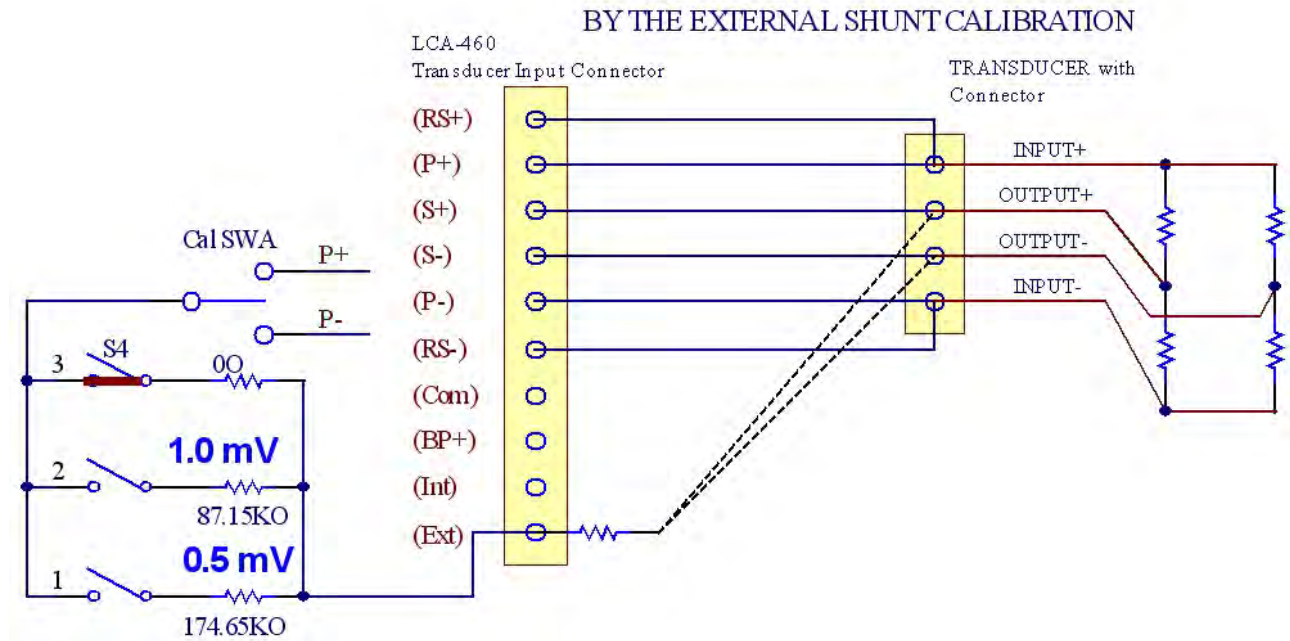 BY THE EXTERNAL SHUNT CALIBRATION
LCA-460
Transducer Input Connector
TRANSDUCER with
Connector
(RS+)
(P+)
(S+)
(S-)
(P-)
(RS-)
(Com)
(BP+)
(Int)
(Ext)
INPUT+
OUTPUT+
OUTPUT-
INPUT-
Cal SWA
P+
P-
3
S4
0O
1.0 mV
2
87.15KO
0.5 mV
1
174.65KO